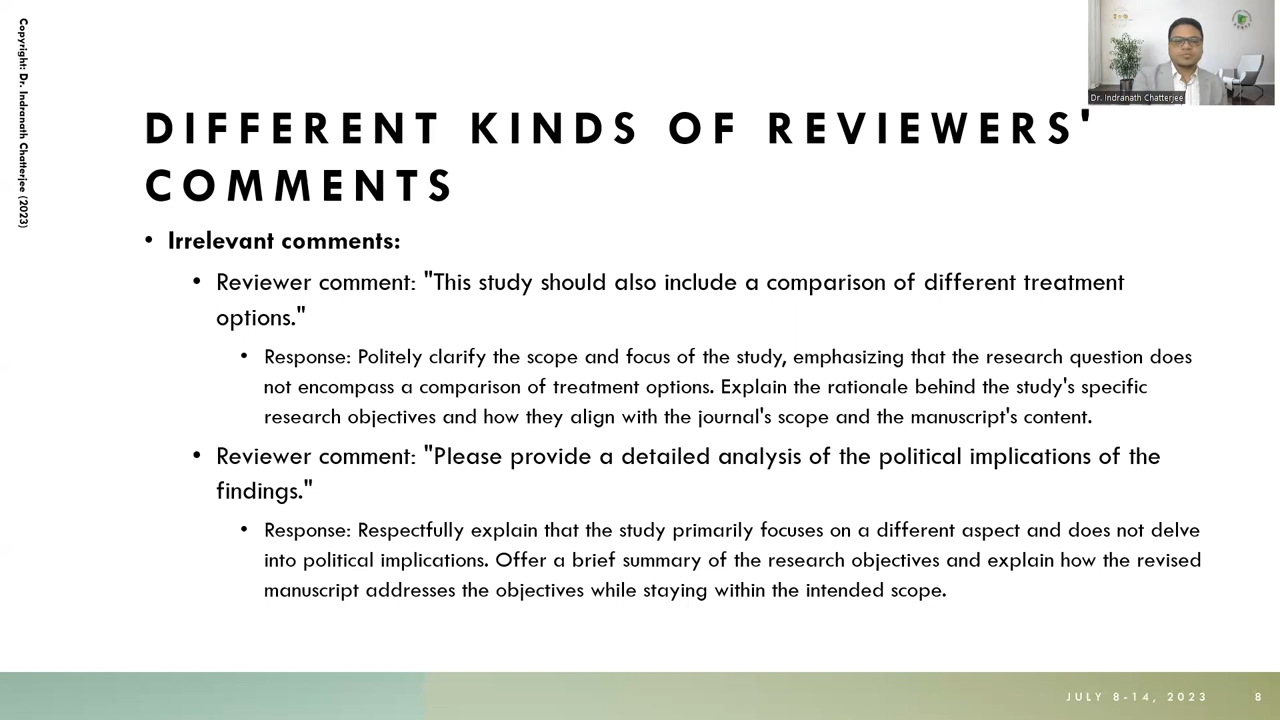 Copyright: Dr. Indranath Chatterjee (2023)
Dr. Indranath Chatterjee
DIFFERENT KINDS OF REVIEWERS'
COMMENTS
• Irrelevant comments:
• Reviewer comment: "This study should also include a comparison of different treatment
options."
• Response: Politely clarify the scope and focus of the study, emphasizing that the research question does
not encompass a comparison of treatment options. Explain the rationale behind the study's specific
research objectives and how they align with the journal's scope and the manuscript's content.
• Reviewer comment: "Please provide a detailed analysis of the political implications of the
findings."
• Response: Respectfully explain that the study primarily focuses on a different aspect and does not delve
into political implications. Offer a brief summary of the research objectives and explain how the revised
manuscript addresses the objectives while staying within the intended scope.
JULY 8-14, 2023
8